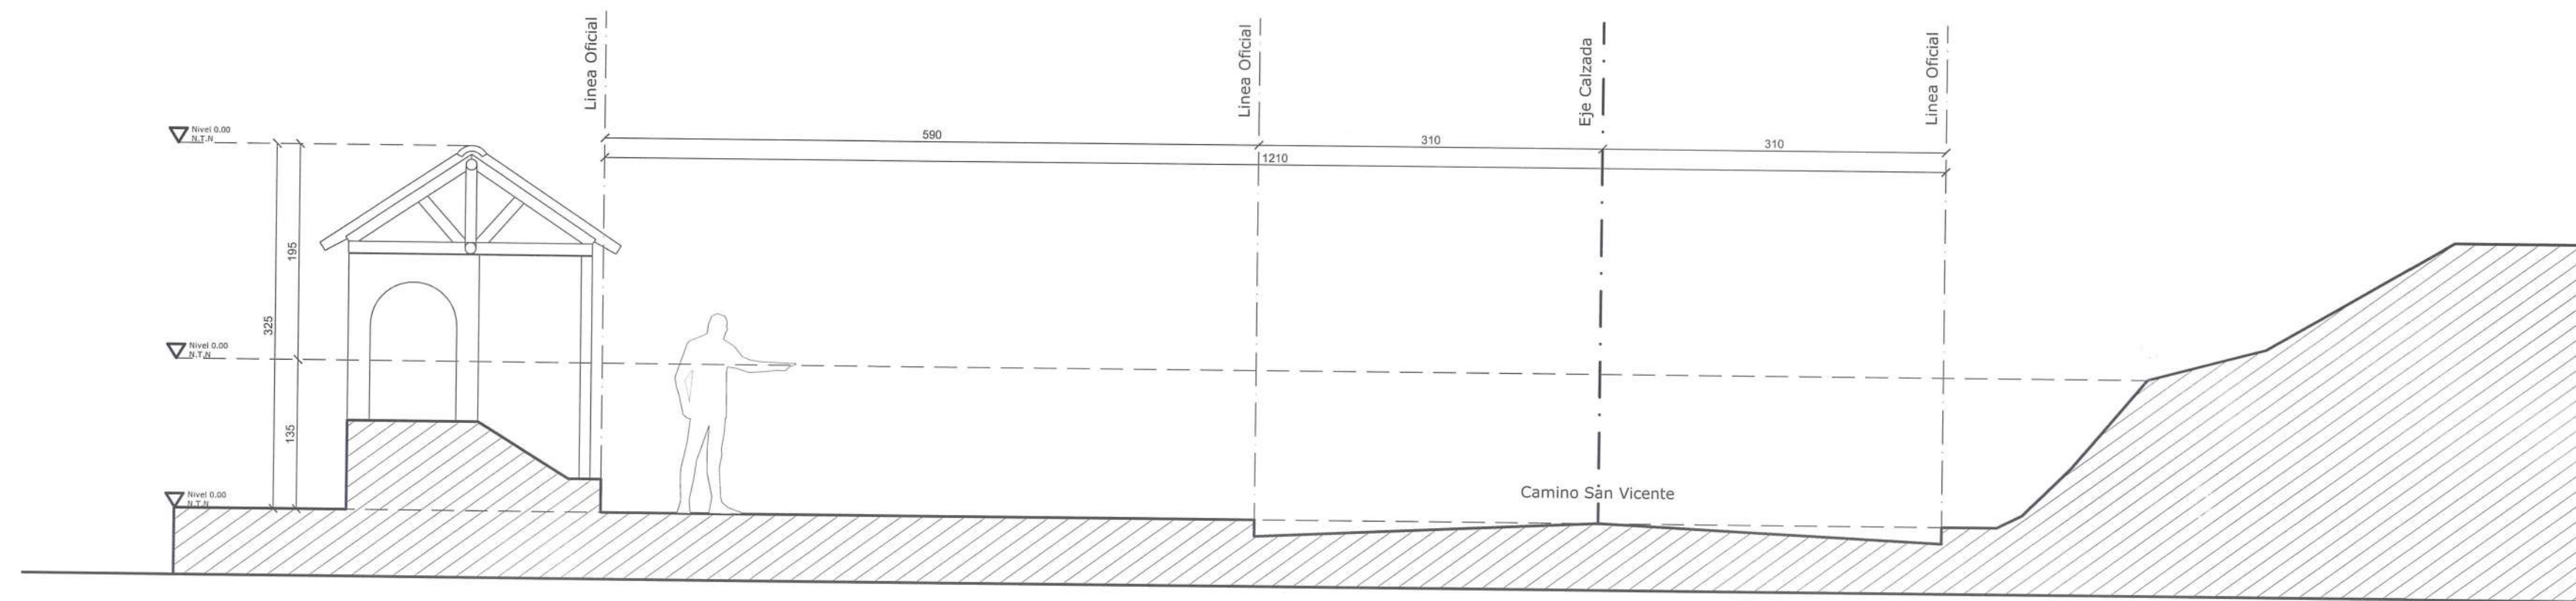 Linea Oficial
Linea Oficial
Eje Calzada
Linea Oficial
Nivel 0.00
N.T.N
590
310
310
1210
195
325
Nivel 0.00
N.T.N
135
Nivel 0.00
N.T.N
Camino San Vicente